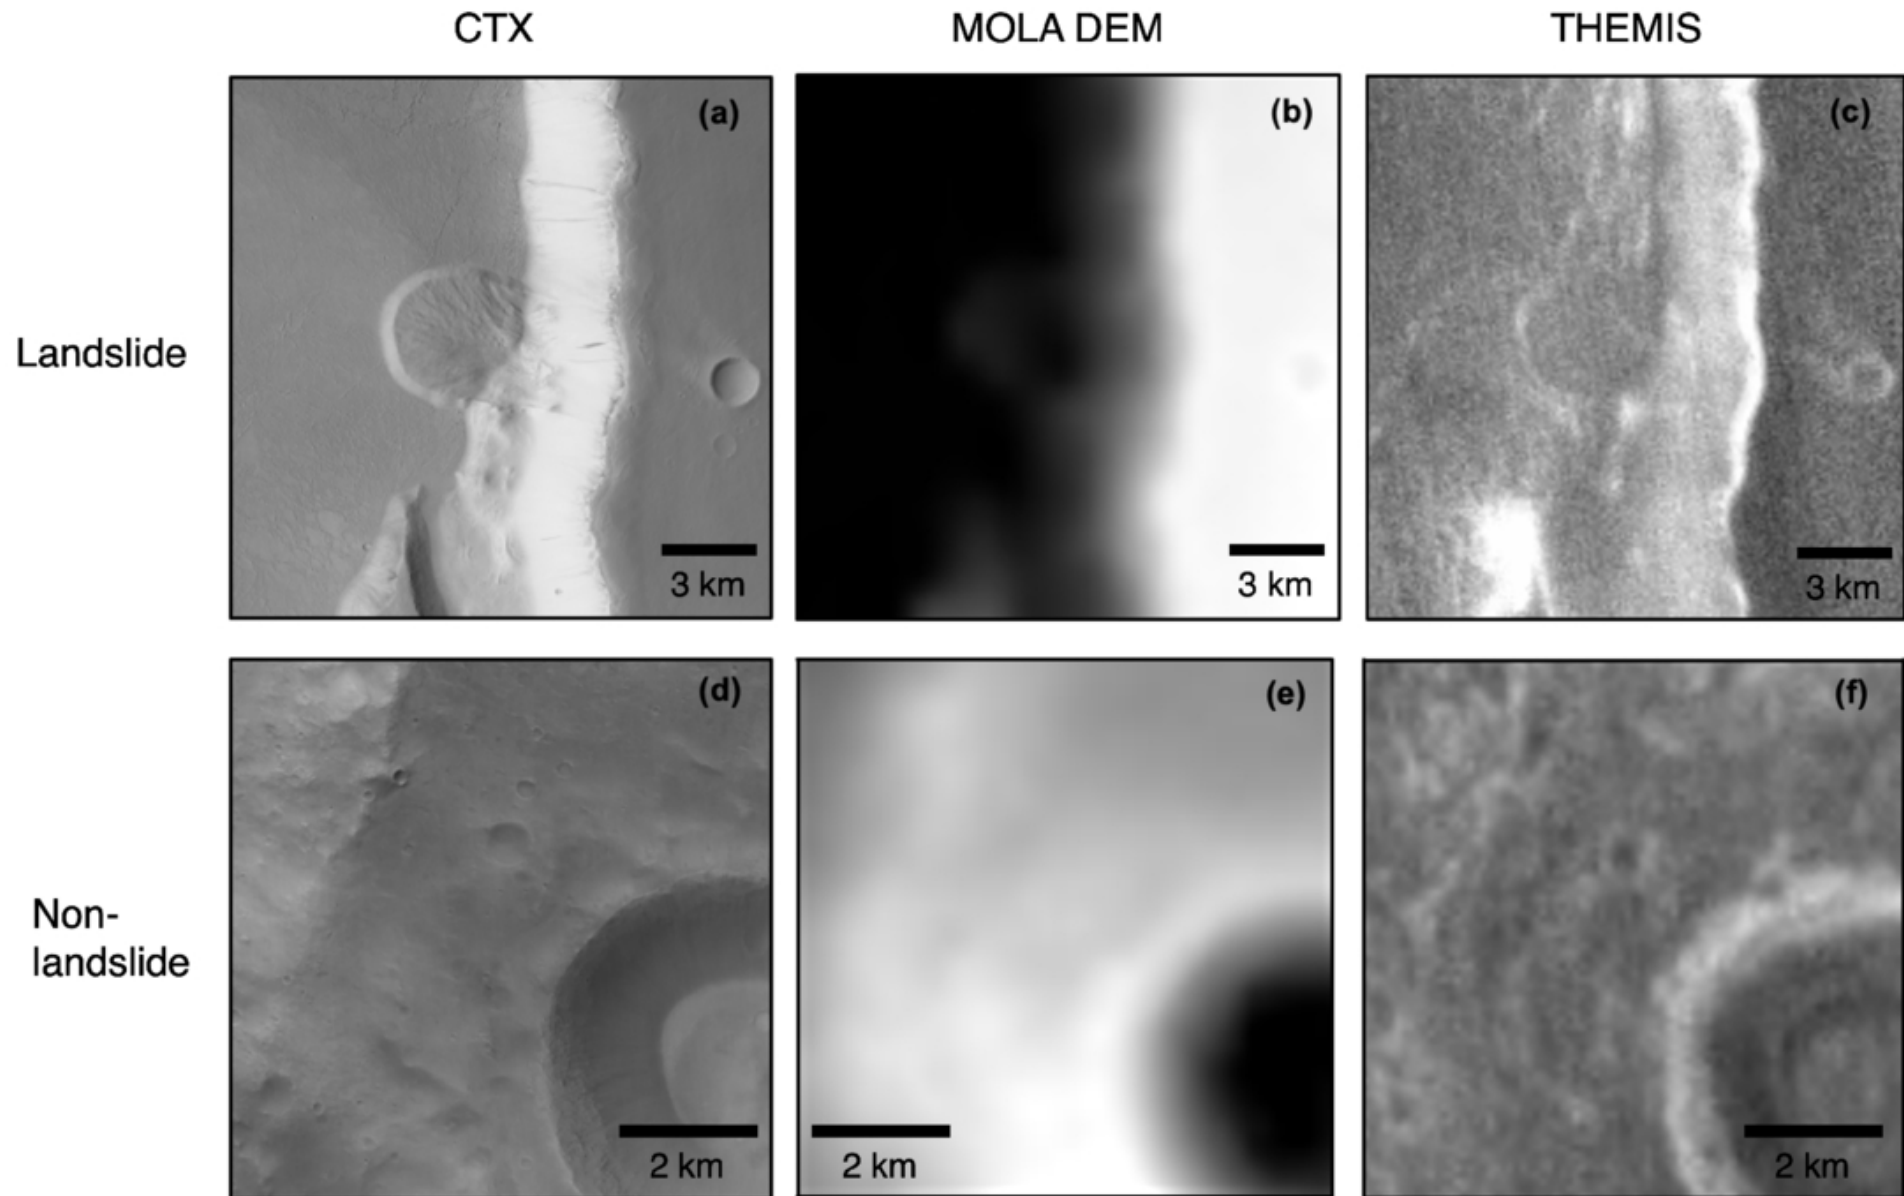 CTX
MOLA DEM
THEMIS
Landslide
(a)
3 km
(b)
3 km
(c)
3 km
Non-
landslide
(d)
2 km
(e)
2 km
(f)
2 km